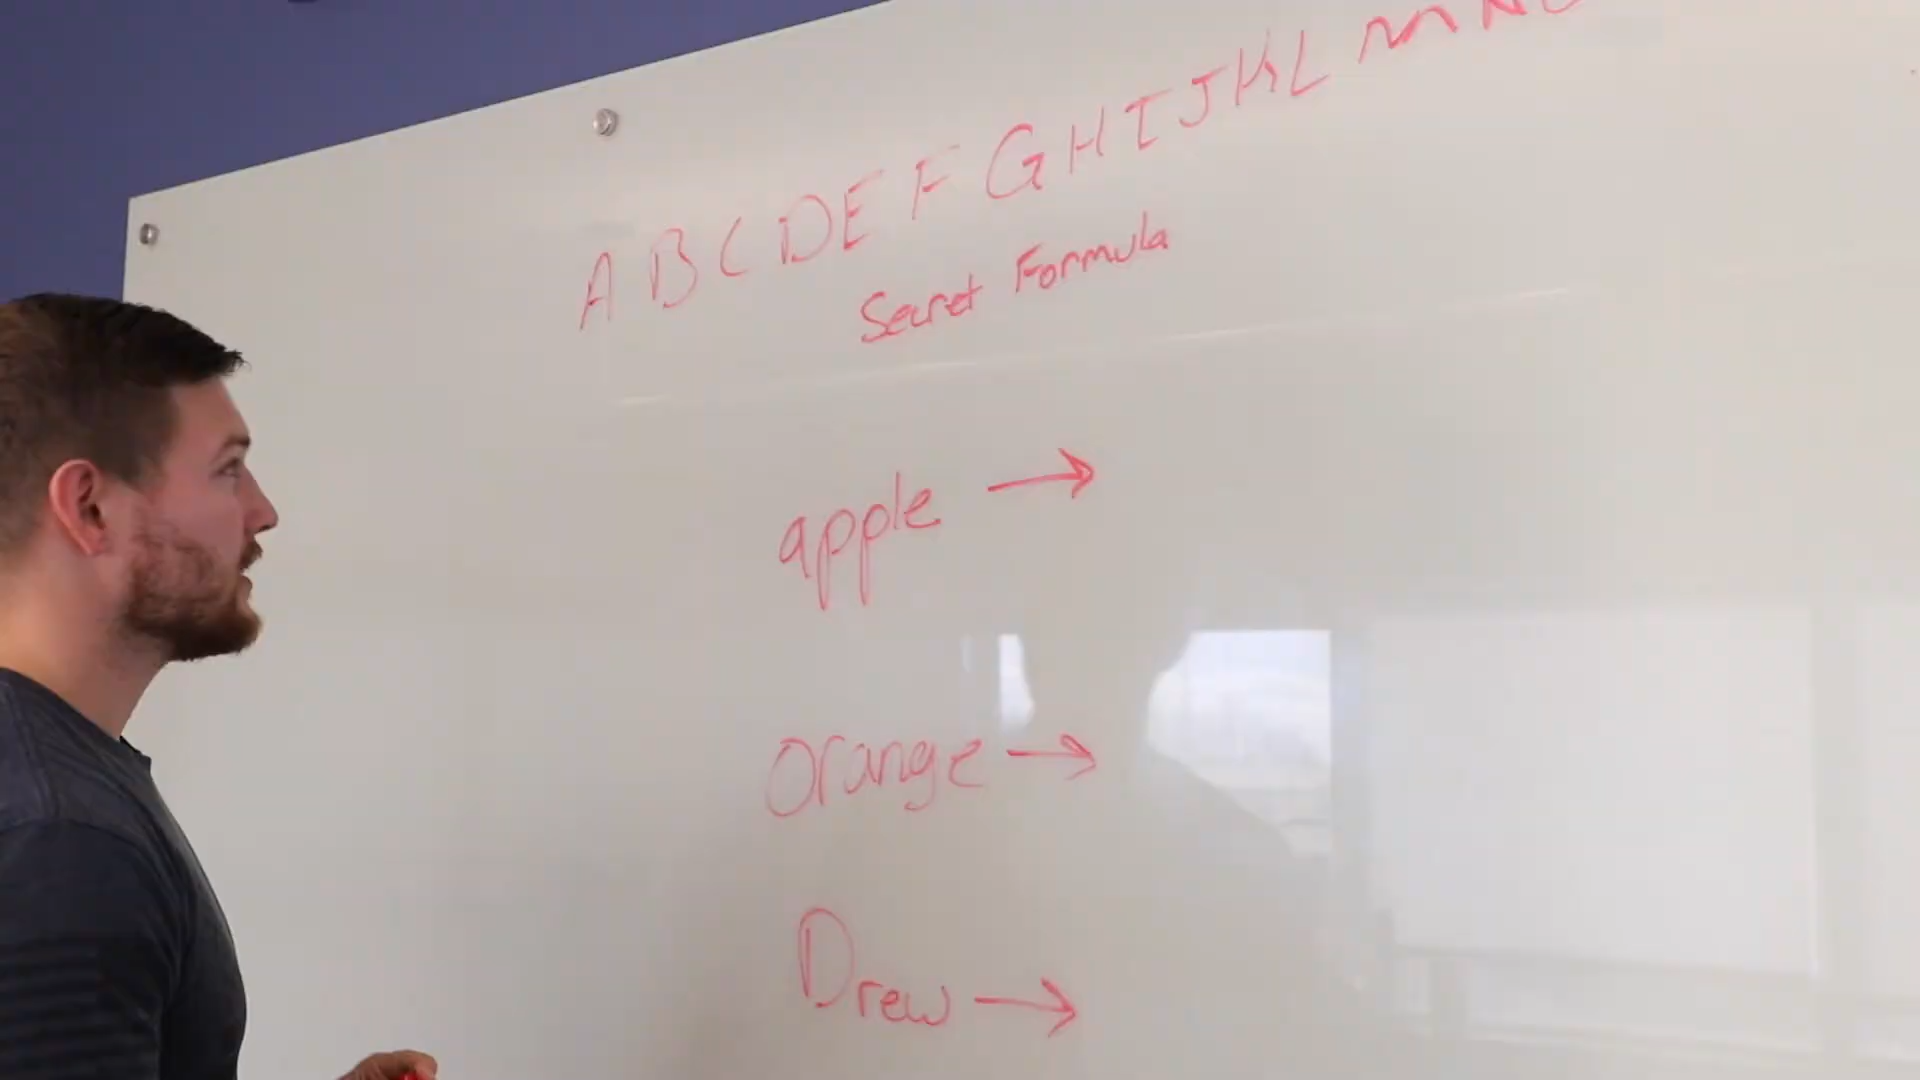 A B C D E F G H I J K L M N
Secret Formula
apple →
Orange →
Drew →